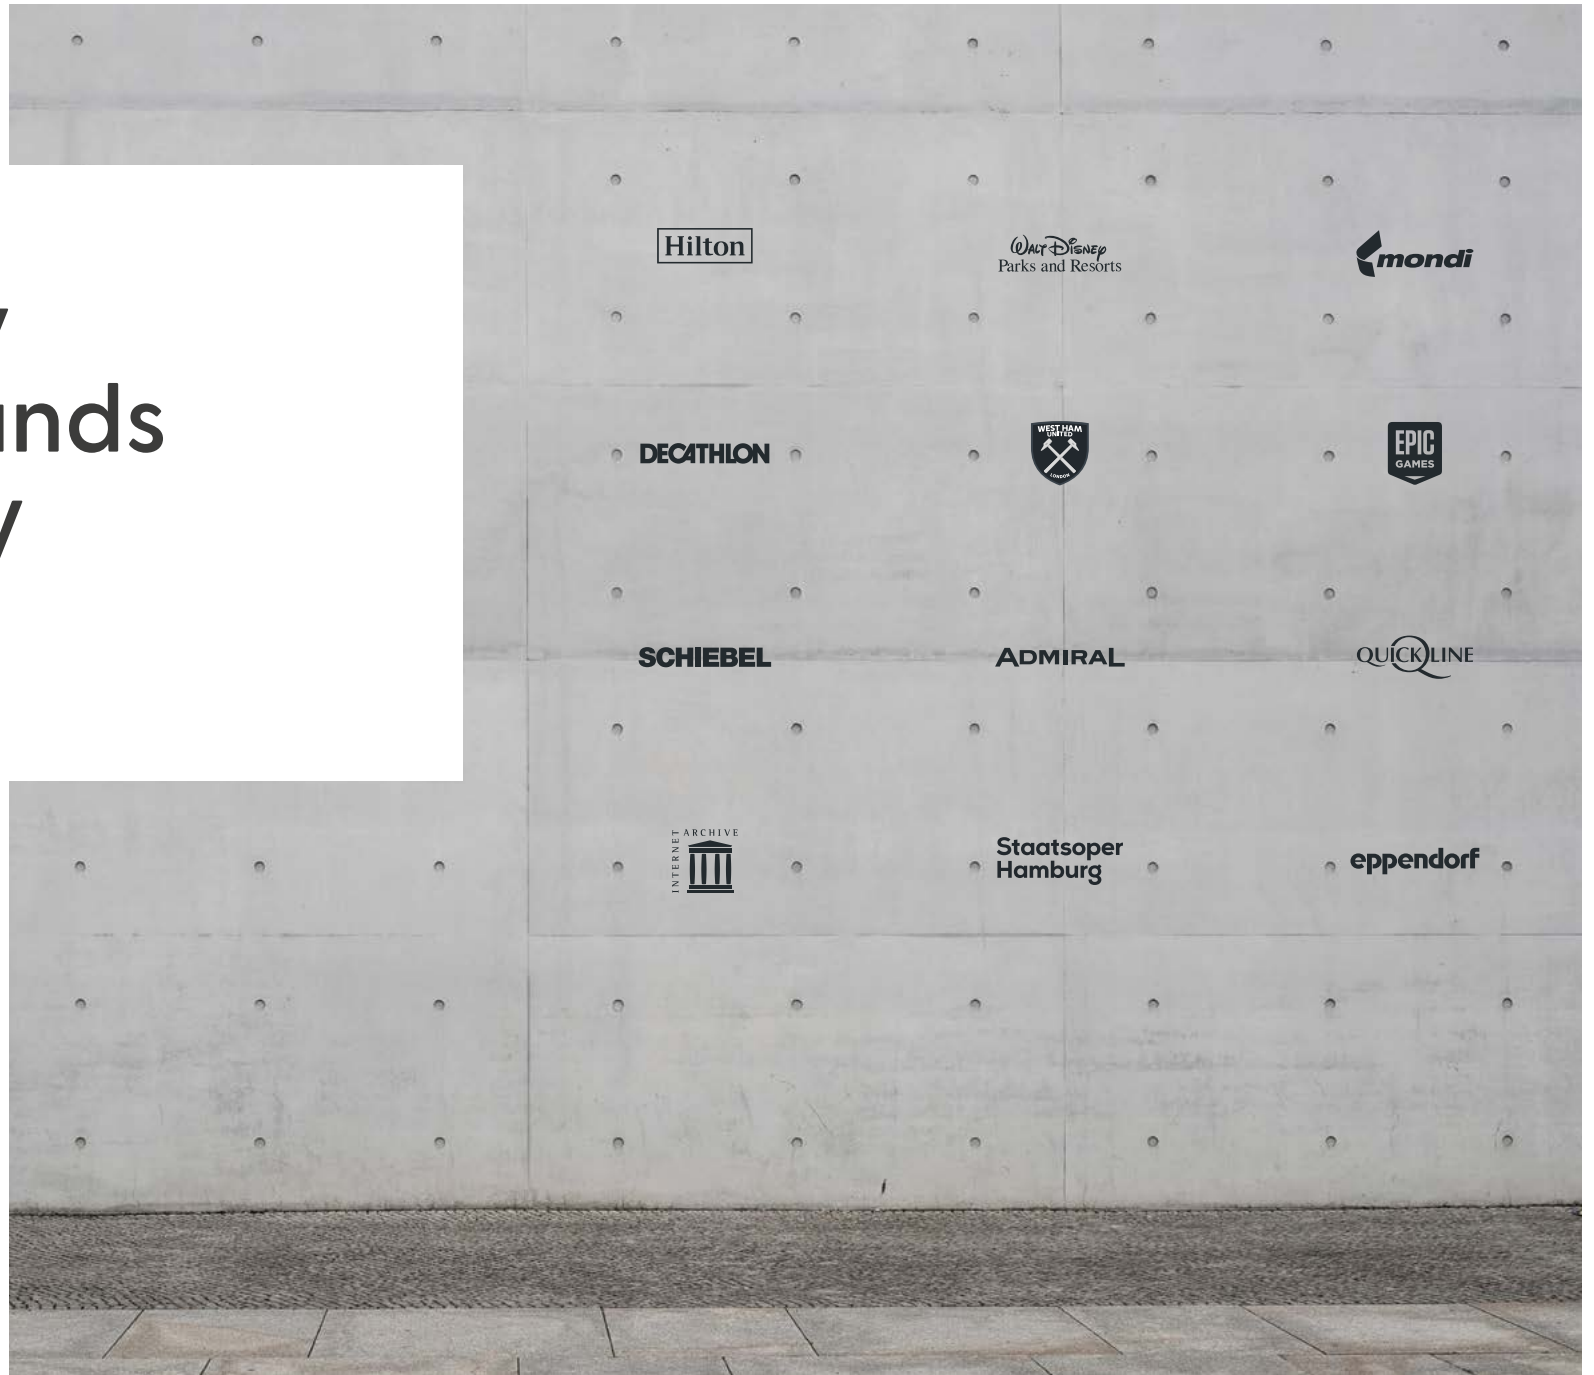 Hilton
WALT DISNEY
Parks and Resorts
mondi
DECATHLON
WEST HAM
UNITED
LONDON
EPIC
GAMES
SCHIEBEL
ADMIRAL
QUICKLINE
INTERNET ARCHIVE
Staatsoper
Hamburg
eppendorf